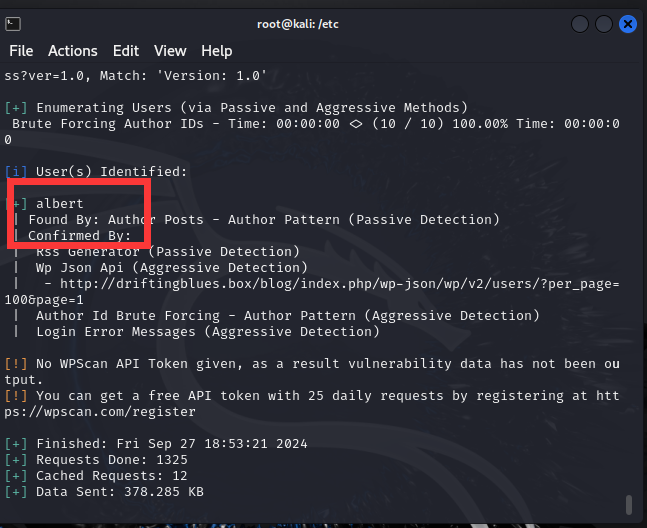 root@kali: /etc
File Actions Edit View Help
ss?ver=1.0, Match: 'Version: 1.0'
[+] Enumerating Users (via Passive and Aggressive Methods)
Brute Forcing Author IDs - Time: 00:00:00 <> (10 / 10) 100.00% Time: 00:00:0
0
[i] User(s) Identified:
[+] albert
| Found By: Author Posts - Author Pattern (Passive Detection)
| Confirmed By:
|  Rss Generator (Passive Detection)
|  Wp Json Api (Aggressive Detection)
|   - http://driftingblues.box/blog/index.php/wp-json/wp/v2/users/?per_page=
100&page=1
|  Author Id Brute Forcing - Author Pattern (Aggressive Detection)
|  Login Error Messages (Aggressive Detection)
[!] No WPScan API Token given, as a result vulnerability data has not been ou
tput.
[!] You can get a free API token with 25 daily requests by registering at htt
ps://wpscan.com/register
[+] Finished: Fri Sep 27 18:53:21 2024
[+] Requests Done: 1325
[+] Cached Requests: 12
[+] Data Sent: 378.285 KB